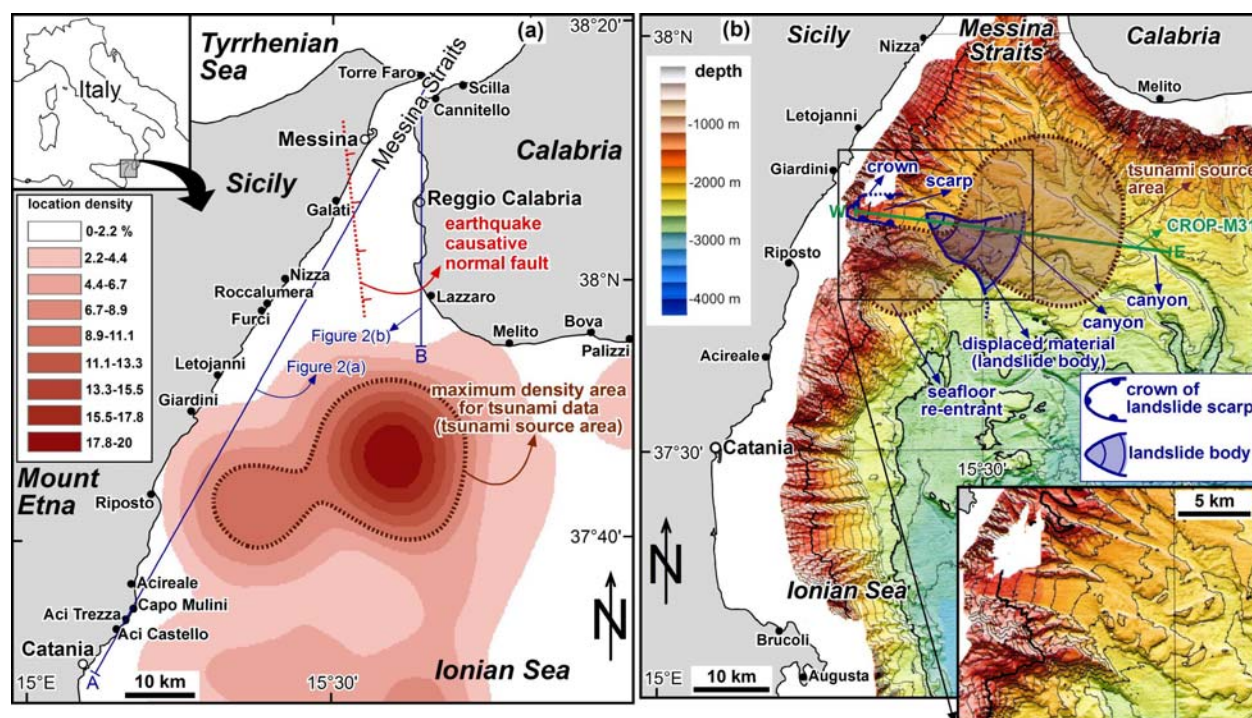 Italy
Tyrrhenian
Sea
(a)
38°20'
Torre Faro
Messina Straits
Scilla
Cannitello
Messina
Calabria
Sicily
Galati
Reggio Calabria
earthquake
causative
normal fault
location density
0-2.2 %
2.2-4.4
4.4-6.7
6.7-8.9
8.9-11.1
11.1-13.3
13.3-15.5
15.5-17.8
17.8-20
38°N
Nizza
Roccalumera
Furci
Lazzaro
Bova
Melito
Palizzi
Figure 2(b)
B
Letojanni
Figure 2(a)
Giardini
maximum density area
for tsunami data
(tsunami source area)
Mount
Etna
Riposto
37°40'
Acireale
Capo Mulini
Aci Trezza
Aci Castello
N
Catania
A
Ionian Sea
15°E
10 km
15°30'
(b)
38°N
Sicily
Nizza
Messina
Straits
Calabria
depth
-1000 m
-2000 m
-3000 m
-4000 m
Melito
Letojanni
Giardini
crown
scarp
tsunami source
area
W
CROP-M31
E
Riposto
canyon
canyon
displaced material
(landslide body)
Acireale
seafloor
re-entrant
crown of
landslide scarp
landslide body
Catania
37°30'
15°30'
5 km
N
Ionian Sea
Brucoli
Augusta
15°E
10 km